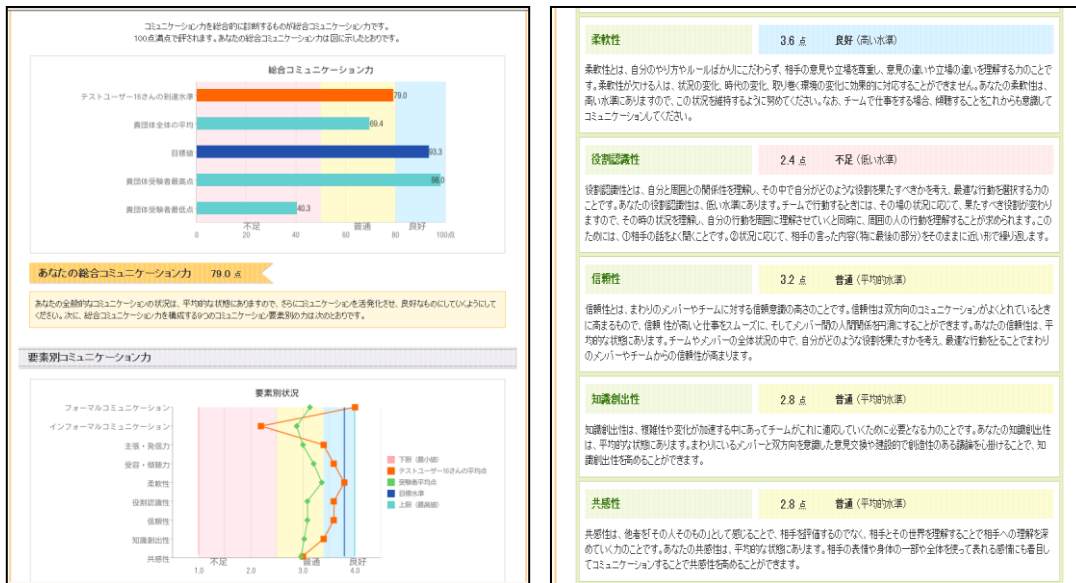 コミュニケーション力を総合的に診断するものが総合コミュニケーション力です。
100点満点で評されます。あなたの総合コミュニケーション力は図に示したとおりです。
総合コミュニケーション力
テストユーザー16さんの到達水準
79.0
貴団体全体の平均
69.4
目標値
93.3
貴団体受験者最高点
98.0
貴団体受験者最低点
40.3
不足 普通 良好
0 20 40 60 80 100点
あなたの総合コミュニケーション力 79.0 点
あなたの全般的なコミュニケーションの状況は、平均的な状態にありますので、さらにコミュニケーションを活発化させ、良好なものにしていくようにして
ください。次に、総合コミュニケーション力を構成する9つのコミュニケーション要素別の力は次のとおりです。
要素別コミュニケーション力
要素別状況
フォーマルコミュニケーション
インフォーマルコミュニケーション
主張・発信力
受容・傾聴力
柔軟性
役割認識性
信頼性
知識創出性
共感性
下限（最小値）
テストユーザー16さんの平均点
受験者平均点
目標水準
上限（最高値）
不足 普通 良好
1.0 2.0 3.0 4.0
柔軟性 3.6 点 良好（高い水準）
柔軟性とは、自分のやり方やルールばかりにこだわらず、相手の意見や立場を尊重し、意見の違いや立場の違いを理解する力のことで
す。柔軟性が欠ける人は、状況の変化、時代の変化、取り巻く環境の変化に効果的に対応することができません。あなたの柔軟性は、
高い水準にありますので、この状況を維持するように努めてください。なお、チームで仕事をする場合、傾聴することをこれからも意識して
コミュニケーションしてください。
役割認識性 2.4 点 不足（低い水準）
役割認識性とは、自分と周囲との関係性を理解し、その中で自分がどのような役割を果たすべきかを考え、最適な行動を選択する力の
ことです。あなたの役割認識性は、低い水準にあります。チームで行動するときには、その場の状況に応じて、果たすべき役割が変わり
ますので、その時の状況を理解し、自分の行動を周囲に理解させていくと同時に、周囲の人の行動を理解することが求められます。この
ためには、①相手の話をよく聞くことです。②状況に応じて、相手の言った内容（特に最後の部分）をそのままに近い形で繰り返します。
信頼性 3.2 点 普通（平均的水準）
信頼性とは、まわりのメンバーやチームに対する信頼意識の高さのことです。信頼性は双方向のコミュニケーションがよくとれているとき
に高まるもので、信頼 性が高いと仕事をスムーズに、そしてメンバー間の人間関係を円滑にすることができます。あなたの信頼性は、平
均的な状態にあります。チームやメンバーの全体状況の中で、自分がどのような役割を果たすかを考え、最適な行動をとることでまわり
のメンバーやチームからの信頼性が高まります。
知識創出性 2.8 点 普通（平均的水準）
知識創出性は、複雑性や変化が加速する中にあってチームがこれに適応していくために必要となる力のことです。あなたの知識創出性
は、平均的な状態にあります。まわりにいるメンバーと双方向を意識した意見交換や建設的で創造性のある議論を心掛けることで、知
識創出性を高めることができます。
共感性 2.8 点 普通（平均的水準）
共感性は、他者を「その人そのもの」として感じることで、相手を評価するのでなく、相手とその世界を理解することで相手への理解を深
めていく力のことです。あなたの共感性は、平均的な状態にあります。相手の表情や身体の一部や全体を使って表れる感情にも着目し
てコミュニケーションすることで共感性を高めることができます。